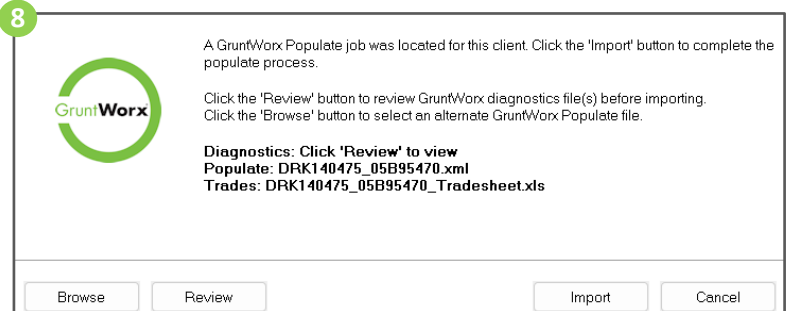 8
A GruntWorx Populate job was located for this client. Click the 'Import' button to complete the
populate process.
Click the 'Review' button to review GruntWorx diagnostics file(s) before importing.
Click the 'Browse' button to select an alternate GruntWorx Populate file.
GruntWorx
Diagnostics: Click 'Review' to view
Populate: DRK140475_05B95470.xml
Trades: DRK140475_05B95470_Tradesheet.xls
Browse Review Import Cancel